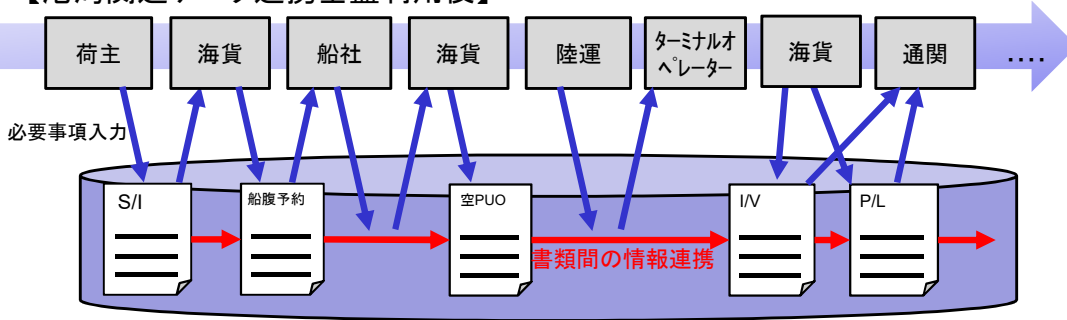 荷主
海貨
船社
海貨
陸運
ターミナルオ
ペレーター
海貨
通関
....
必要事項入力
S/I
船腹予約
空PUO
I/V
P/L
書類間の情報連携